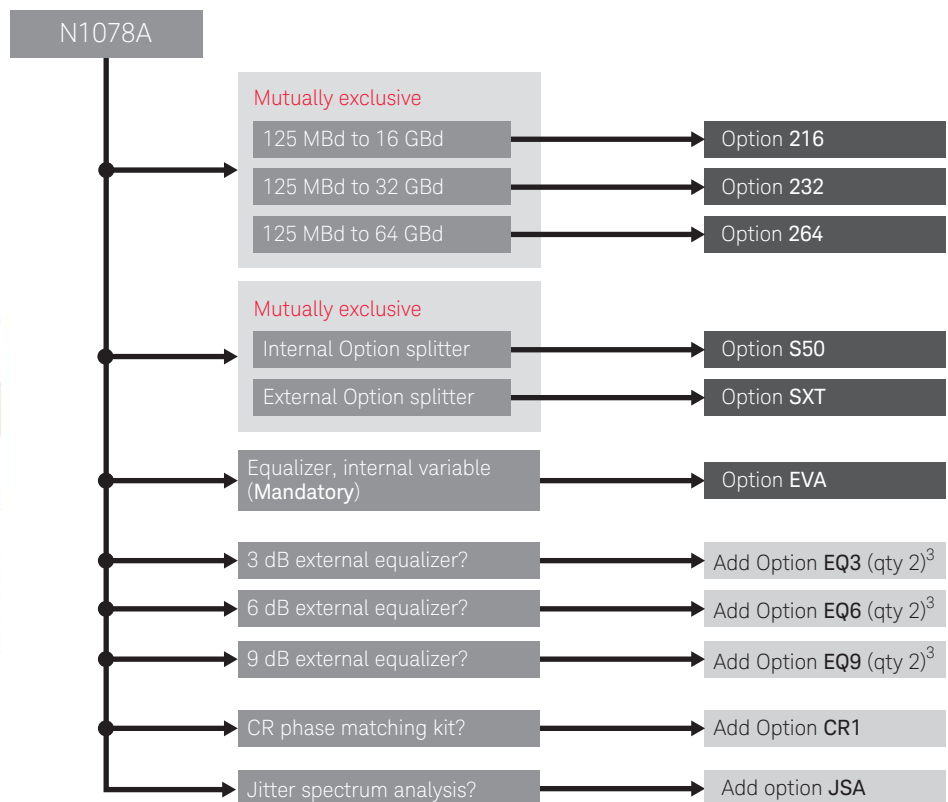 N1078A
Mutually exclusive
125 MBd to 16 GBd
Option 216
125 MBd to 32 GBd
Option 232
125 MBd to 64 GBd
Option 264
Mutually exclusive
Internal Option splitter
Option S50
External Option splitter
Option SXT
Equalizer, internal variable
(Mandatory)
Option EVA
3 dB external equalizer?
Add Option EQ3 (qty 2)³
6 dB external equalizer?
Add Option EQ6 (qty 2)³
9 dB external equalizer?
Add Option EQ9 (qty 2)³
CR phase matching kit?
Add Option CR1
Jitter spectrum analysis?
Add option JSA